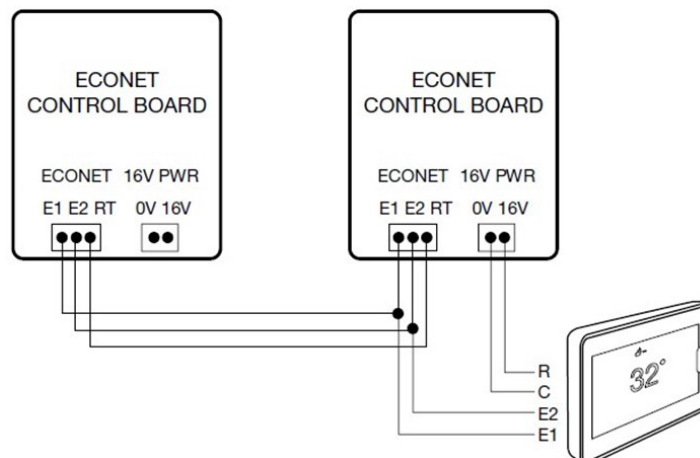 ECONET
CONTROL BOARD
ECONET 16V PWR
E1 E2 RT 0V 16V
ECONET
CONTROL BOARD
ECONET 16V PWR
E1 E2 RT 0V 16V
R
C
E2
E1
32°